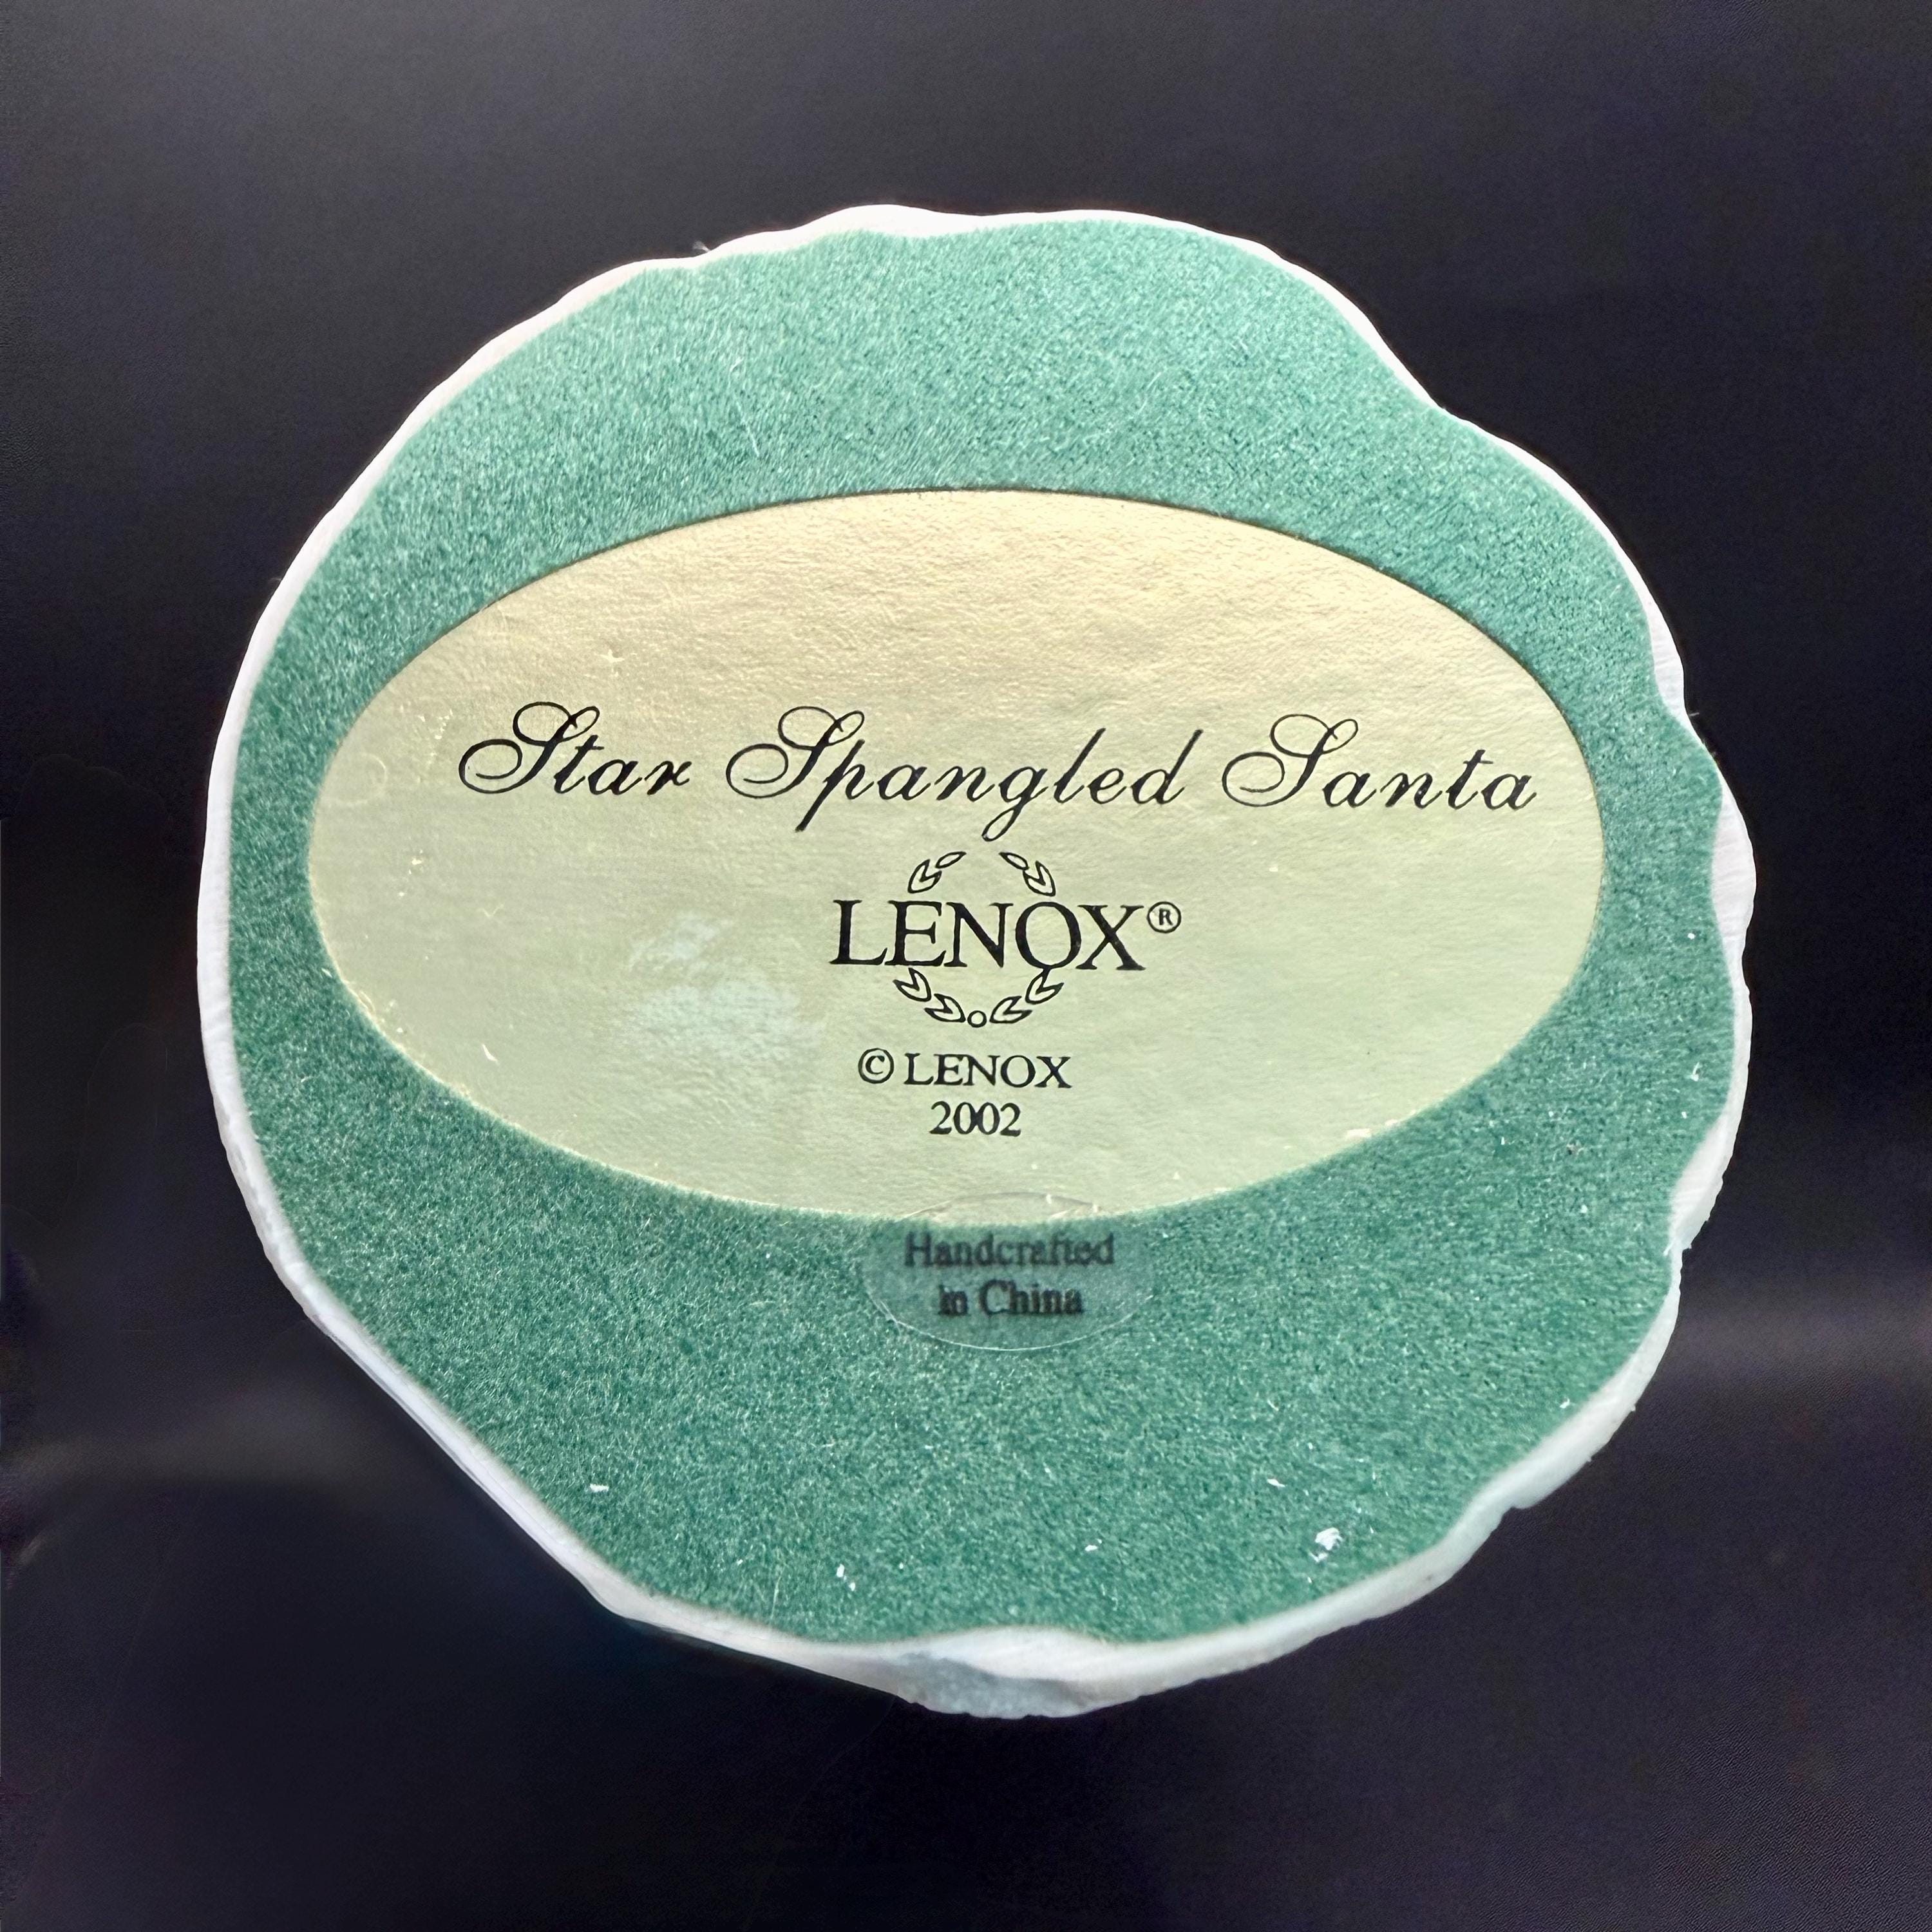 Star Spangled Santa
LENOX®
© LENOX
2002
Handcrafted
in China